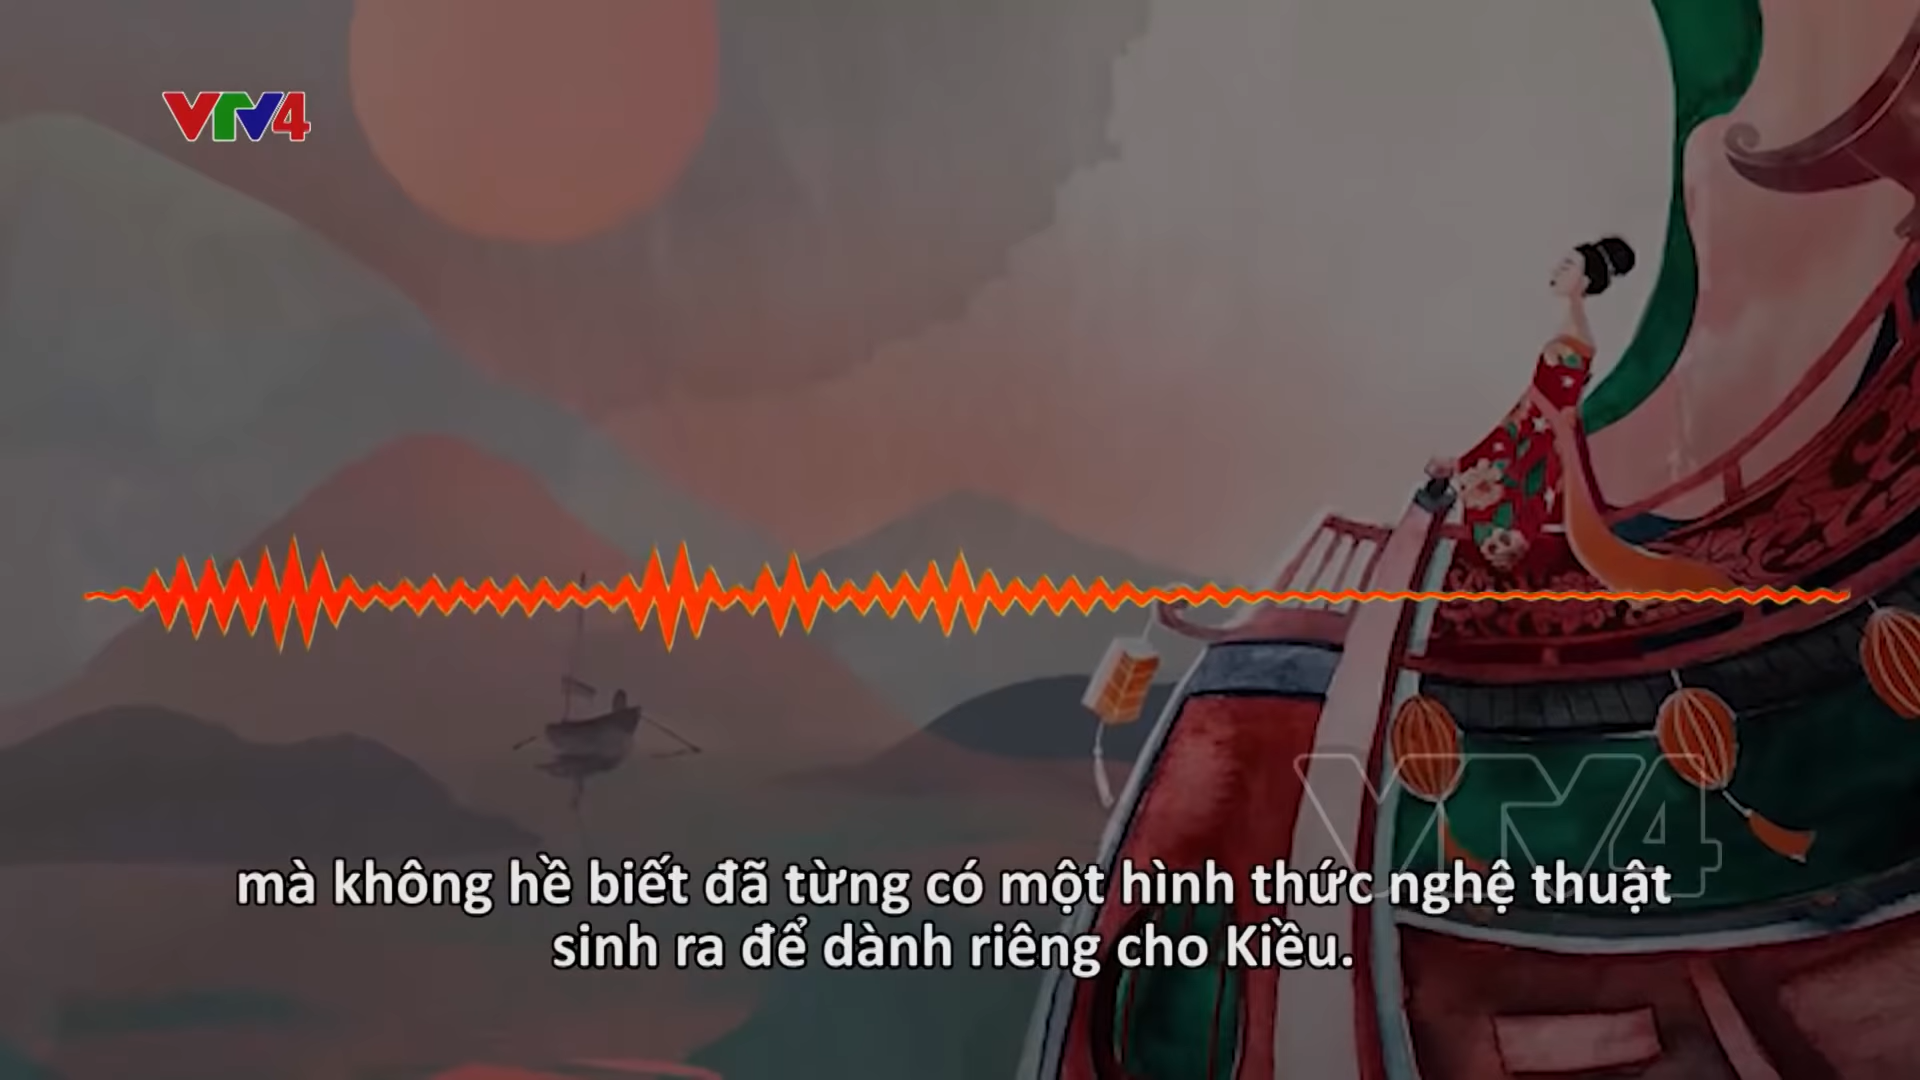 VTV4
VTV4
mà không hề biết đã từng có một hình thức nghệ thuật
sinh ra để dành riêng cho Kiều.